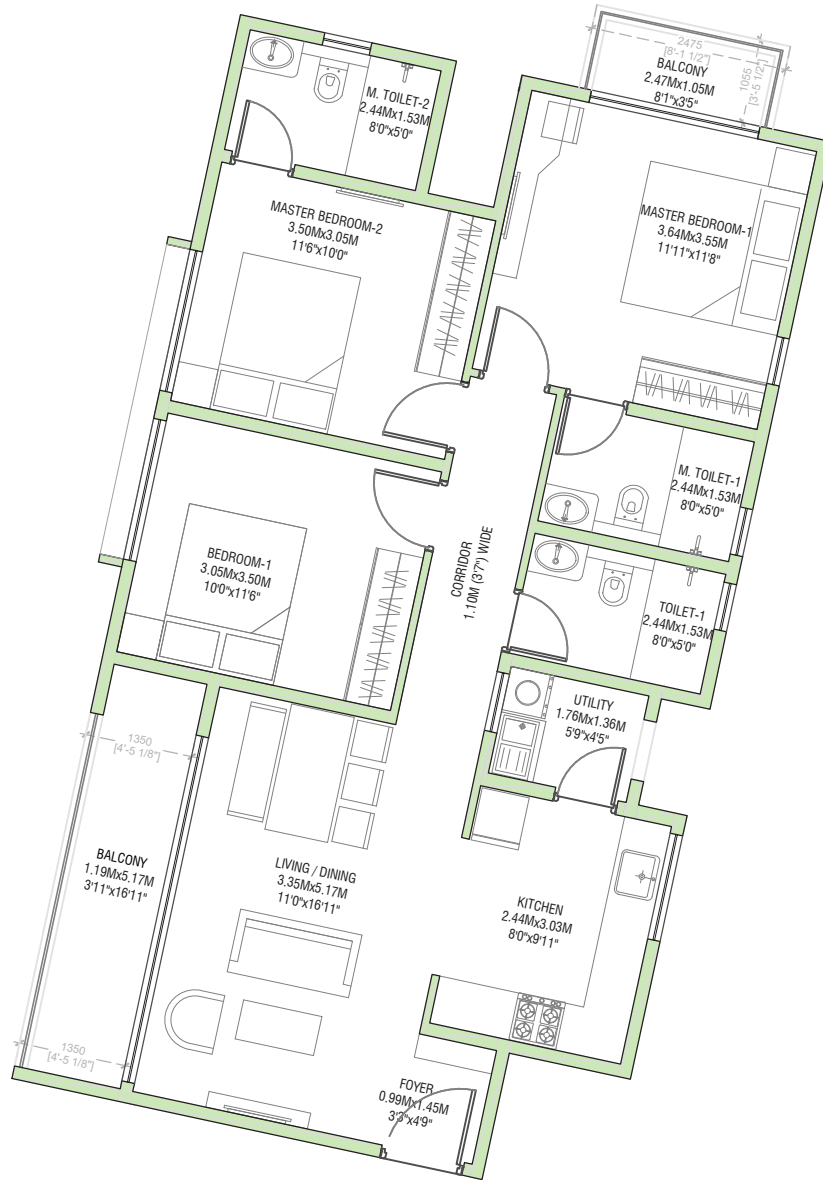 2475
[8'-1 1/2"]
BALCONY
2.47Mx1.05M
8'1"x3'5"
1055
[3'-5 1/2"]
M. TOILET-2
2.44Mx1.53M
8'0"x5'0"
MASTER BEDROOM-2
3.50Mx3.05M
11'6"x10'0"
MASTER BEDROOM-1
3.64Mx3.55M
11'11"x11'8"
M. TOILET-1
2.44Mx1.53M
8'0"x5'0"
BEDROOM-1
3.05Mx3.50M
10'0"x11'6"
CORRIDOR
1.10M (3'7") WIDE
TOILET-1
2.44Mx1.53M
8'0"x5'0"
UTILITY
1.76Mx1.36M
5'9"x4'5"
1350
[4'-5 1/8"]
BALCONY
1.19Mx5.17M
3'11"x16'11"
LIVING / DINING
3.35Mx5.17M
11'0"x16'11"
KITCHEN
2.44Mx3.03M
8'0"x9'11"
1350
[4'-5 1/8"]
FOYER
0.99Mx1.45M
3'3"x4'9"